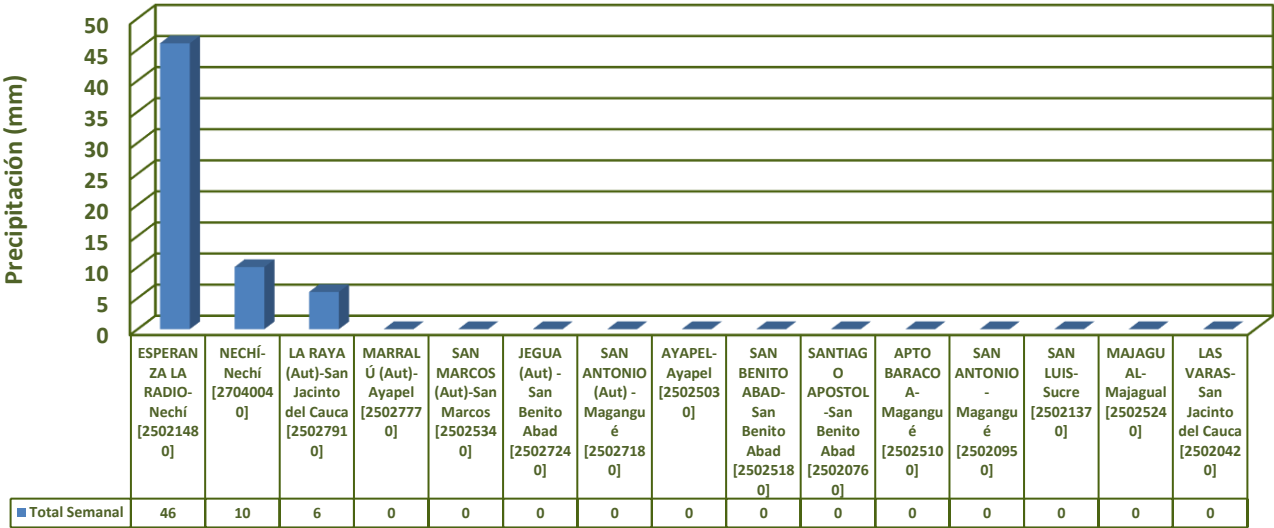 Precipitación (mm)
50
45
40
35
30
25
20
15
10
5
0
ESPERAN
ZA LA
RADIO-
Nechí
[2502148
0]
NECHÍ-
Nechí
[2704004
0]
LA RAYA
(Aut)-San
Jacinto
del Cauca
[2502791
0]
MARRAL
Ú (Aut)-
Ayapel
[2502777
0]
SAN
MARCOS
(Aut)-San
Marcos
[2502534
0]
JEGUA
(Aut) -
San
Benito
Abad
[2502724
0]
SAN
ANTONIO
(Aut) -
Magangu
é
[2502718
0]
AYAPEL-
Ayapel
[2502503
0]
SAN
BENITO
ABAD-
San
Benito
Abad
[2502518
0]
SANTIAG
O
APOSTOL
-San
Benito
Abad
[2502076
0]
APTO
BARACO
A-
Magangu
é
[2502510
0]
SAN
ANTONIO
-
Magangu
é
[2502095
0]
SAN
LUIS-
Sucre
[2502137
0]
MAJAGU
AL-
Majagual
[2502524
0]
LAS
VARAS-
San
Jacinto
del Cauca
[2502042
0]
Total Semanal 46 10 6 0 0 0 0 0 0 0 0 0 0 0 0